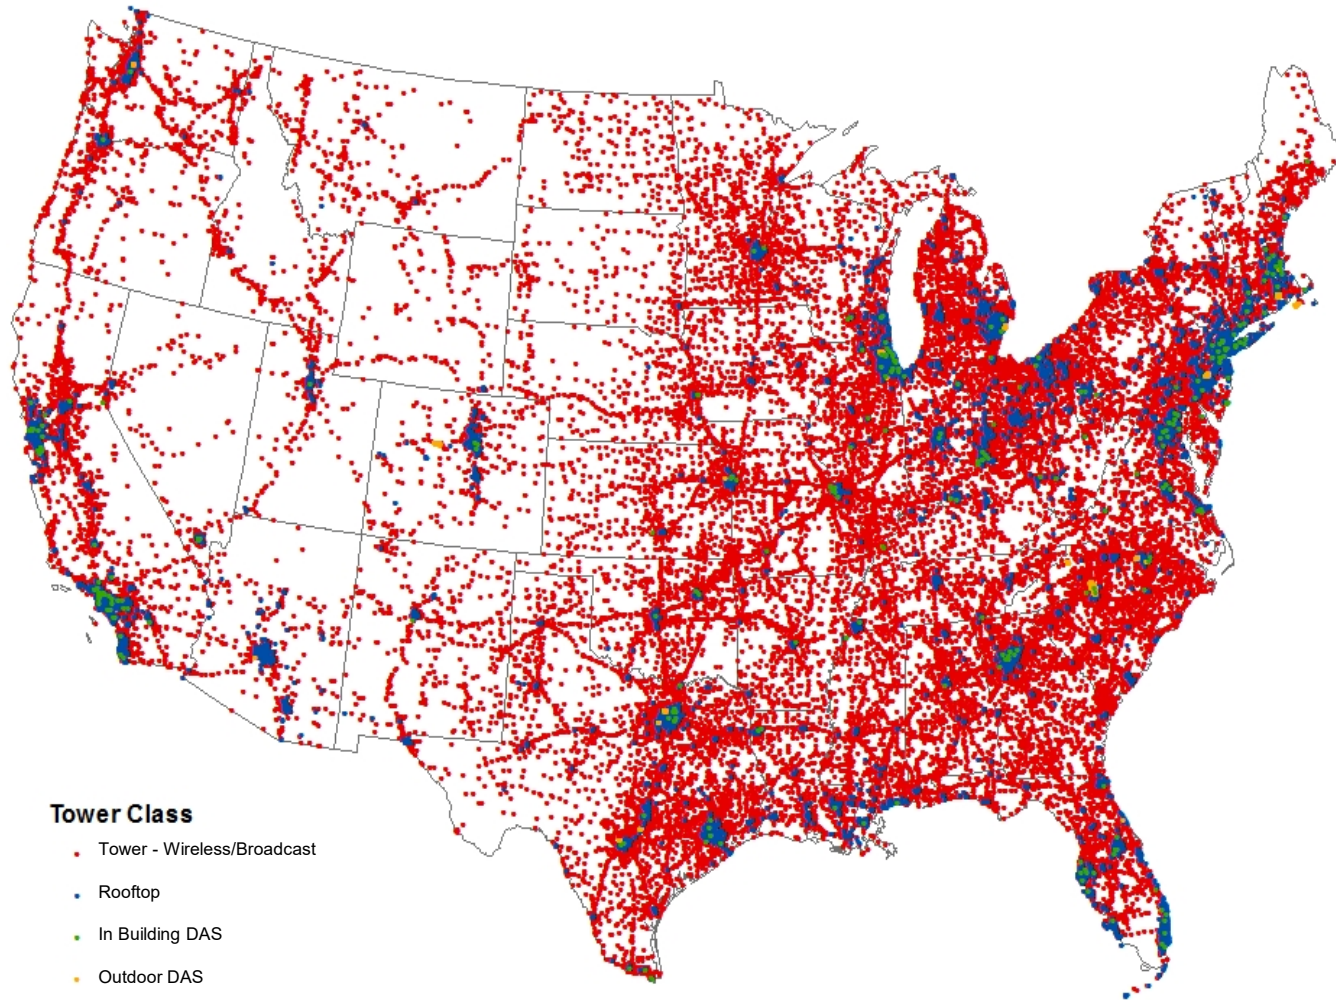 Tower Class
Tower - Wireless/Broadcast
Rooftop
In Building DAS
Outdoor DAS